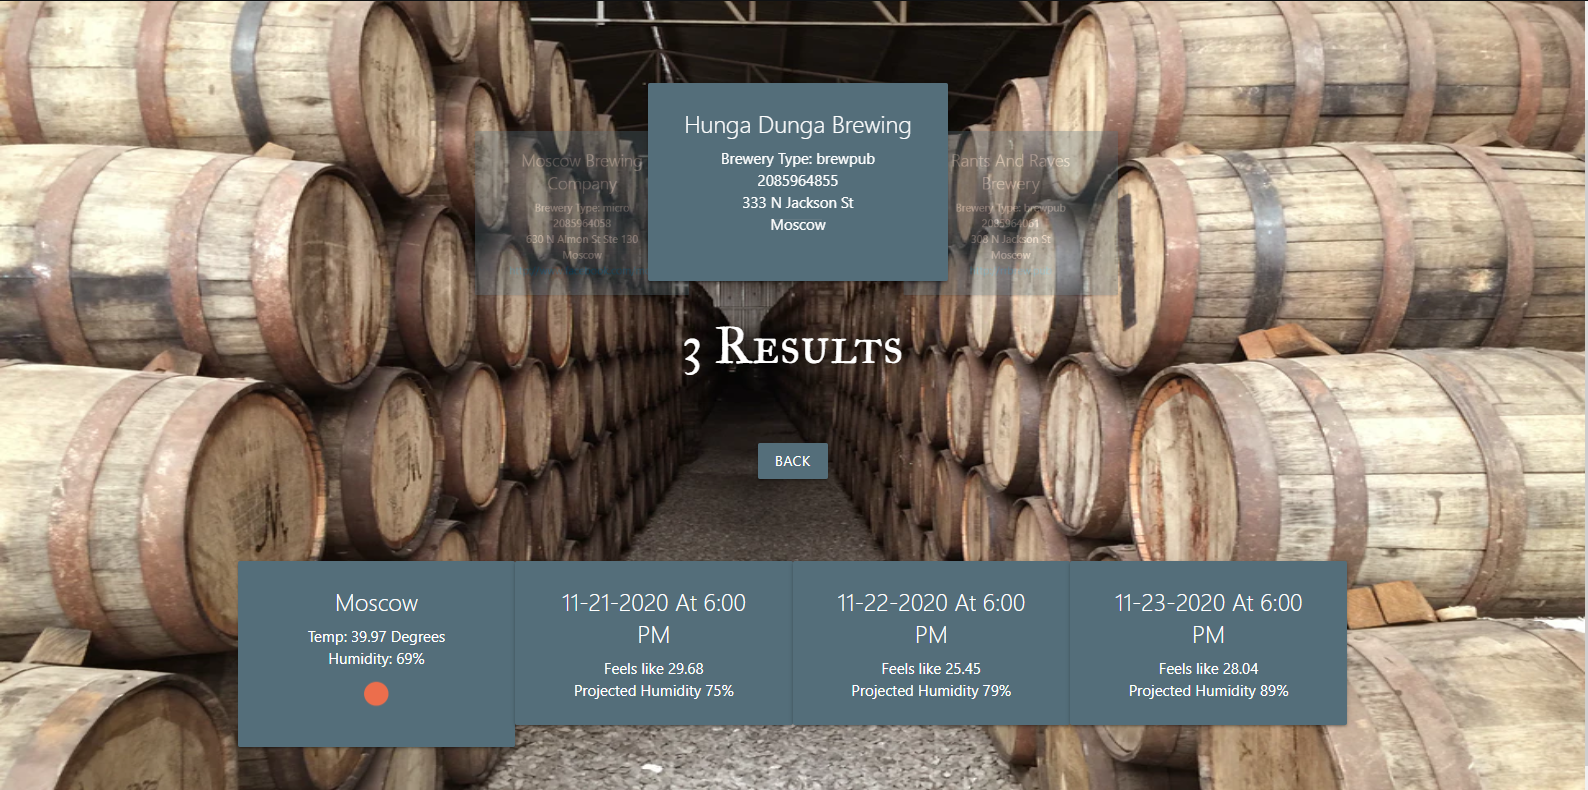 Hunga Dunga Brewing
Brewery Type: brewpub
2085964855
333 N Jackson St
Moscow
Moscow Brewing
Company
Brewery Type: micro
2085964058
630 N Almon St Ste 130
Moscow
Rants And Raves
Brewery
Brewery Type: brewpub
2085964061
308 N Jackson St
Moscow
3 Results
BACK
Moscow
Temp: 39.97 Degrees
Humidity: 69%
11-21-2020 At 6:00
PM
Feels like 29.68
Projected Humidity 75%
11-22-2020 At 6:00
PM
Feels like 25.45
Projected Humidity 79%
11-23-2020 At 6:00
PM
Feels like 28.04
Projected Humidity 89%